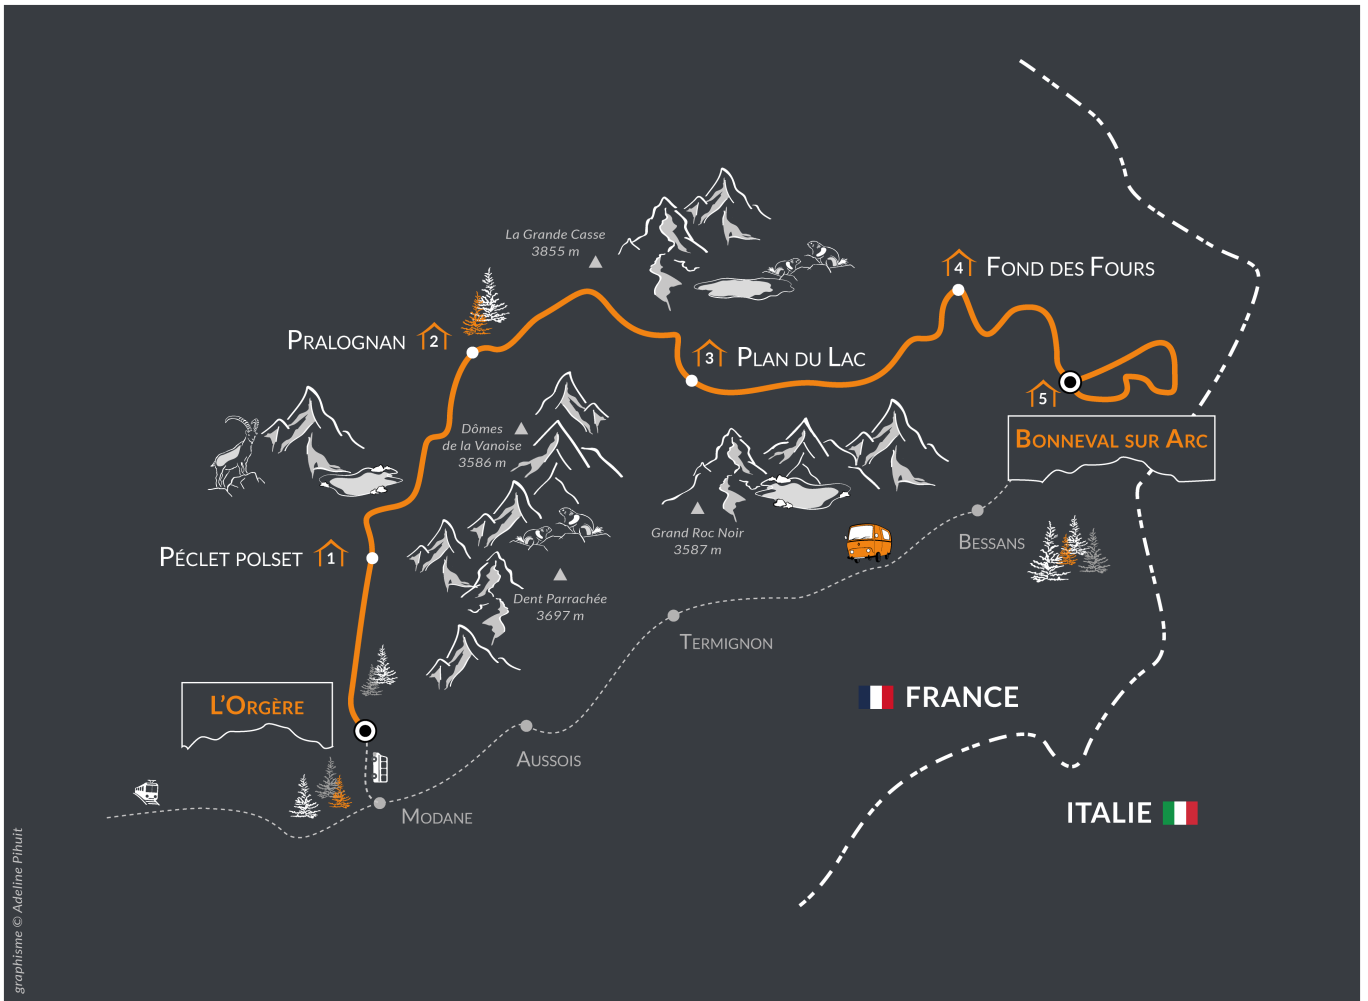 La Grande Casse
3855 m
4 FOND DES FOURS
PRALOGNAN 2
3 PLAN DU LAC
5
BONNEVAL SUR ARC
Dômes
de la Vanoise
3586 m
Grand Roc Noir
3587 m
BESSANS
PÉCLET POLSET 1
Dent Parrachée
3697 m
TERMIGNON
L'ORGÈRE
FRANCE
AUSSOIS
MODANE
ITALIE
graphisme © Adeline Pihuit